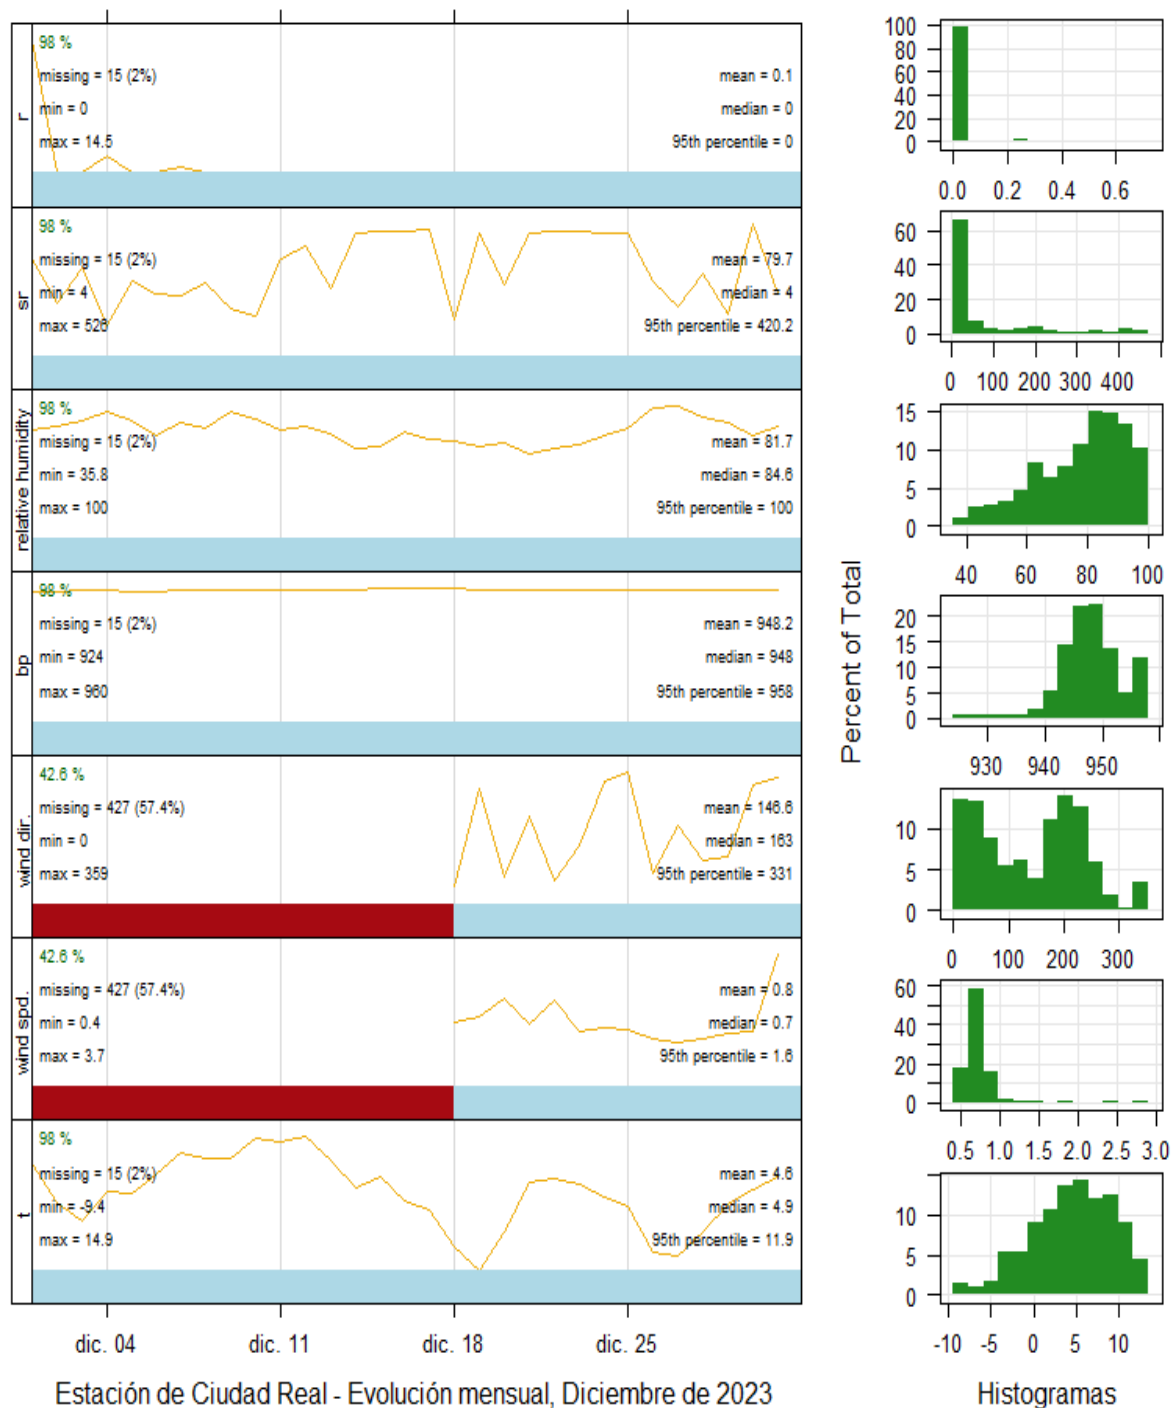 r
98 %
missing = 15 (2%)
min = 0
max = 14.5
mean = 0.1
median = 0
95th percentile = 0
sr
98 %
missing = 15 (2%)
min = 4
max = 526
mean = 79.7
median = 4
95th percentile = 420.2
relative humidity
98 %
missing = 15 (2%)
min = 35.8
max = 100
mean = 81.7
median = 84.6
95th percentile = 100
bp
98 %
missing = 15 (2%)
min = 924
max = 960
mean = 948.2
median = 948
95th percentile = 958
wind dir.
42.6 %
missing = 427 (57.4%)
min = 0
max = 359
mean = 146.6
median = 163
95th percentile = 331
wind spd.
42.6 %
missing = 427 (57.4%)
min = 0.4
max = 3.7
mean = 0.8
median = 0.7
95th percentile = 1.6
t
98 %
missing = 15 (2%)
min = -9.4
max = 14.9
mean = 4.6
median = 4.9
95th percentile = 11.9
dic. 04 dic. 11 dic. 18 dic. 25
Estación de Ciudad Real - Evolución mensual, Diciembre de 2023
Percent of Total
100
80
60
40
20
0
0.0 0.2 0.4 0.6
60
40
20
0
0 100 200 300 400
15
10
5
0
40 60 80 100
20
15
10
5
0
930 940 950
10
5
0
0 100 200 300
60
40
20
0
0.5 1.0 1.5 2.0 2.5 3.0
10
5
0
-10 -5 0 5 10
Histogramas